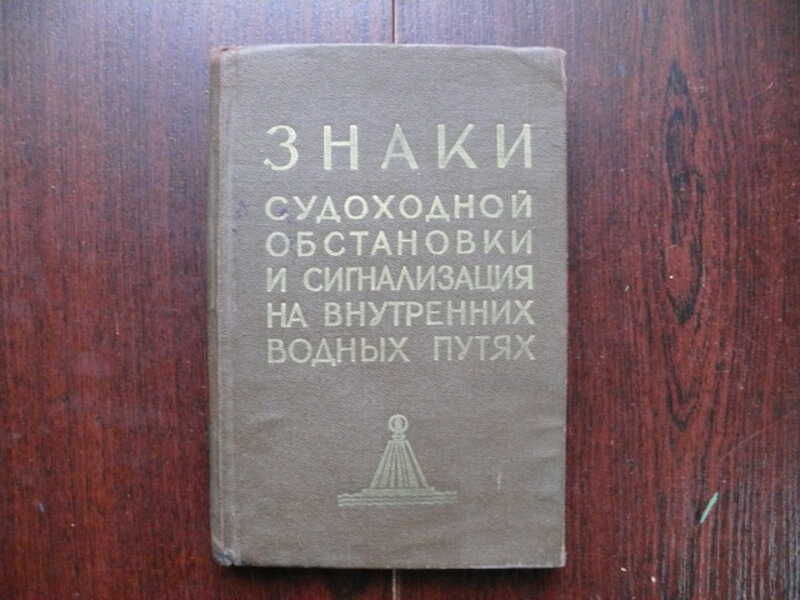 ЗНАКИ
СУДОХОДНОЙ
ОБСТАНОВКИ
И СИГНАЛИЗАЦИЯ
НА ВНУТРЕННИХ
ВОДНЫХ ПУТЯХ